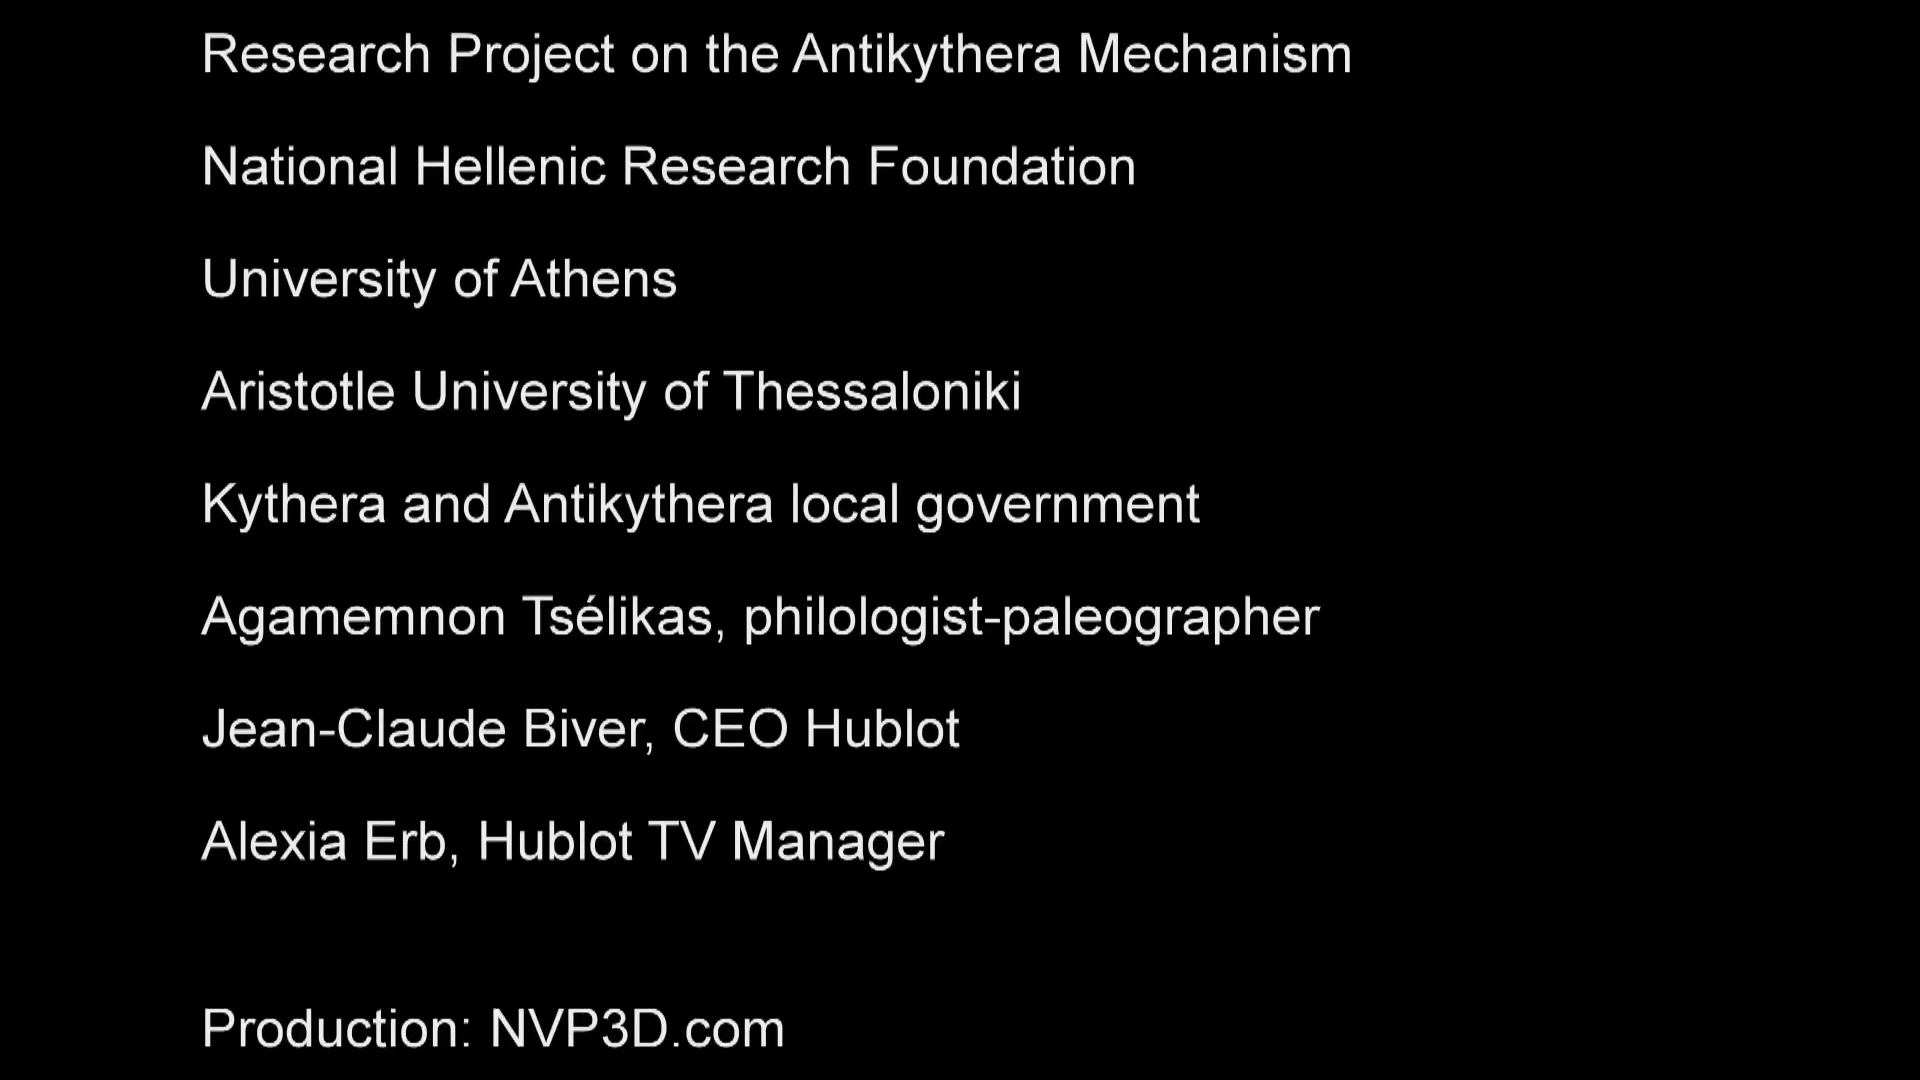 Research Project on the Antikythera Mechanism
National Hellenic Research Foundation
University of Athens
Aristotle University of Thessaloniki
Kythera and Antikythera local government
Agamemnon Tsélikas, philologist-paleographer
Jean-Claude Biver, CEO Hublot
Alexia Erb, Hublot TV Manager
Production: NVP3D.com